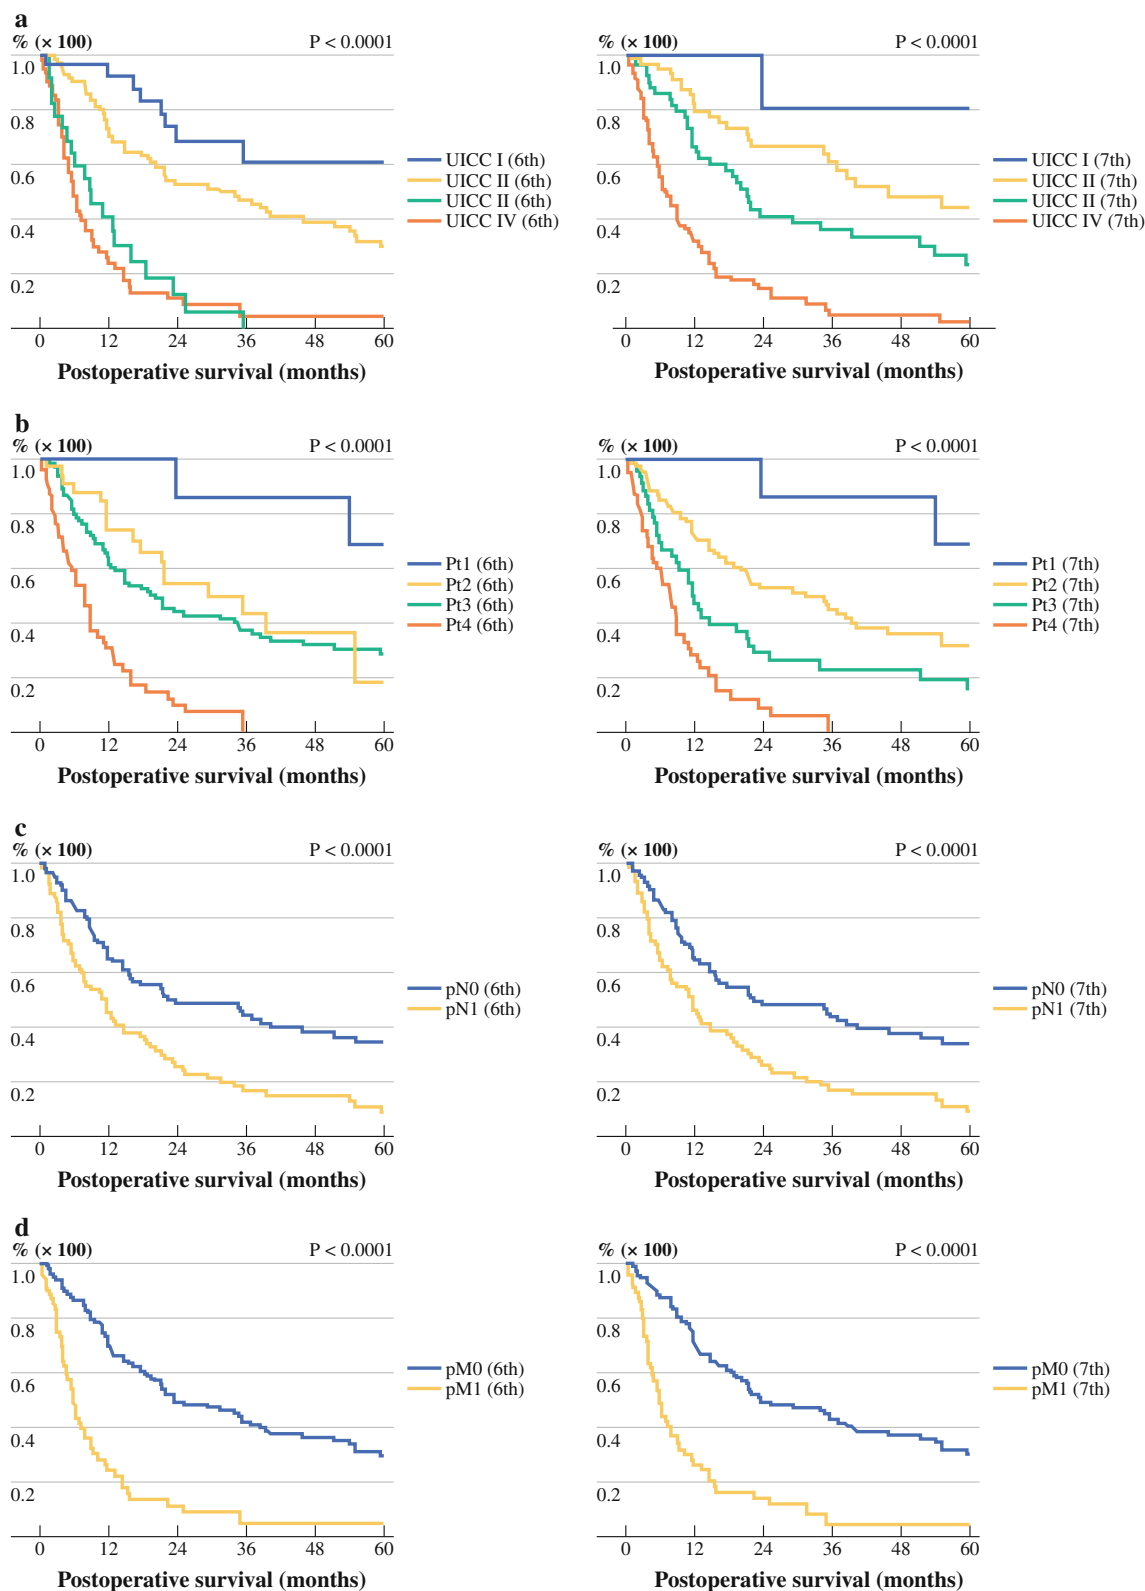 a
% (× 100) P < 0.0001
1.0
0.8
0.6
0.4
0.2
0 12 24 36 48 60
Postoperative survival (months)
UICC I (6th)
UICC II (6th)
UICC II (6th)
UICC IV (6th)
% (× 100) P < 0.0001
1.0
0.8
0.6
0.4
0.2
0 12 24 36 48 60
Postoperative survival (months)
UICC I (7th)
UICC II (7th)
UICC II (7th)
UICC IV (7th)
b
% (× 100) P < 0.0001
1.0
0.8
0.6
0.4
0.2
0 12 24 36 48 60
Postoperative survival (months)
Pt1 (6th)
Pt2 (6th)
Pt3 (6th)
Pt4 (6th)
% (× 100) P < 0.0001
1.0
0.8
0.6
0.4
0.2
0 12 24 36 48 60
Postoperative survival (months)
Pt1 (7th)
Pt2 (7th)
Pt3 (7th)
Pt4 (7th)
c
% (× 100) P < 0.0001
1.0
0.8
0.6
0.4
0.2
0 12 24 36 48 60
Postoperative survival (months)
pN0 (6th)
pN1 (6th)
% (× 100) P < 0.0001
1.0
0.8
0.6
0.4
0.2
0 12 24 36 48 60
Postoperative survival (months)
pN0 (7th)
pN1 (7th)
d
% (× 100) P < 0.0001
1.0
0.8
0.6
0.4
0.2
0 12 24 36 48 60
Postoperative survival (months)
pM0 (6th)
pM1 (6th)
% (× 100) P < 0.0001
1.0
0.8
0.6
0.4
0.2
0 12 24 36 48 60
Postoperative survival (months)
pM0 (7th)
pM1 (7th)